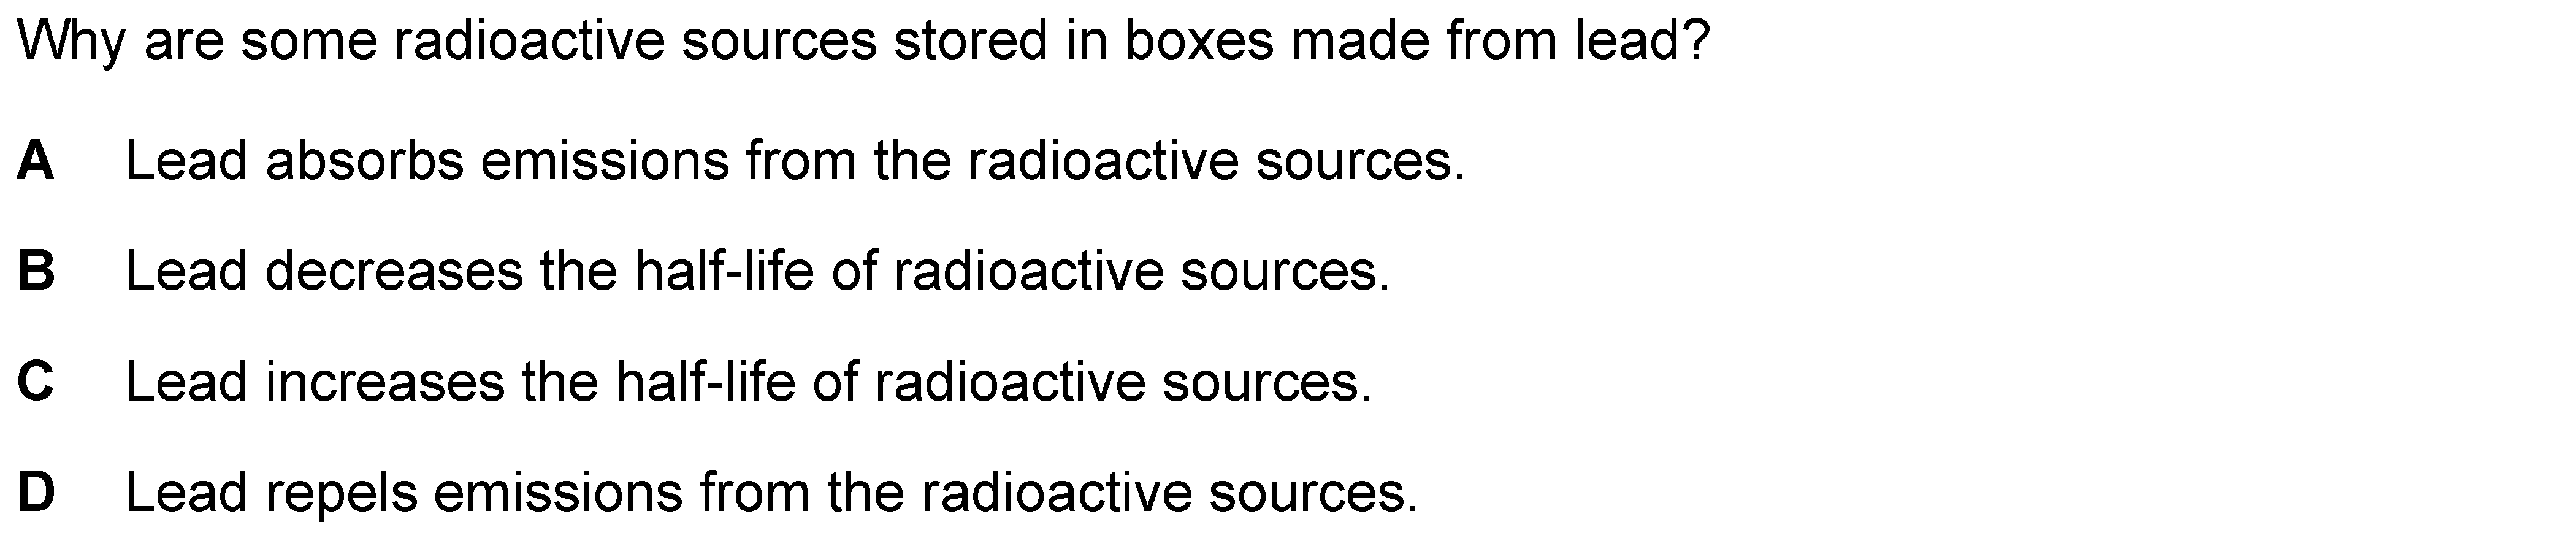 Why are some radioactive sources stored in boxes made from lead?
A Lead absorbs emissions from the radioactive sources.
B Lead decreases the half-life of radioactive sources.
C Lead increases the half-life of radioactive sources.
D Lead repels emissions from the radioactive sources.